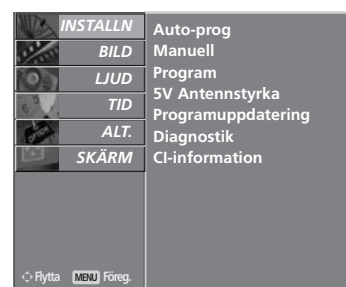 INSTALLN
BILD
LJUD
TID
ALT.
SKÄRM
Auto-prog
Manuell
Program
5V Antennstyrka
Programuppdatering
Diagnostik
CI-information
Flytta MENU Föreg.